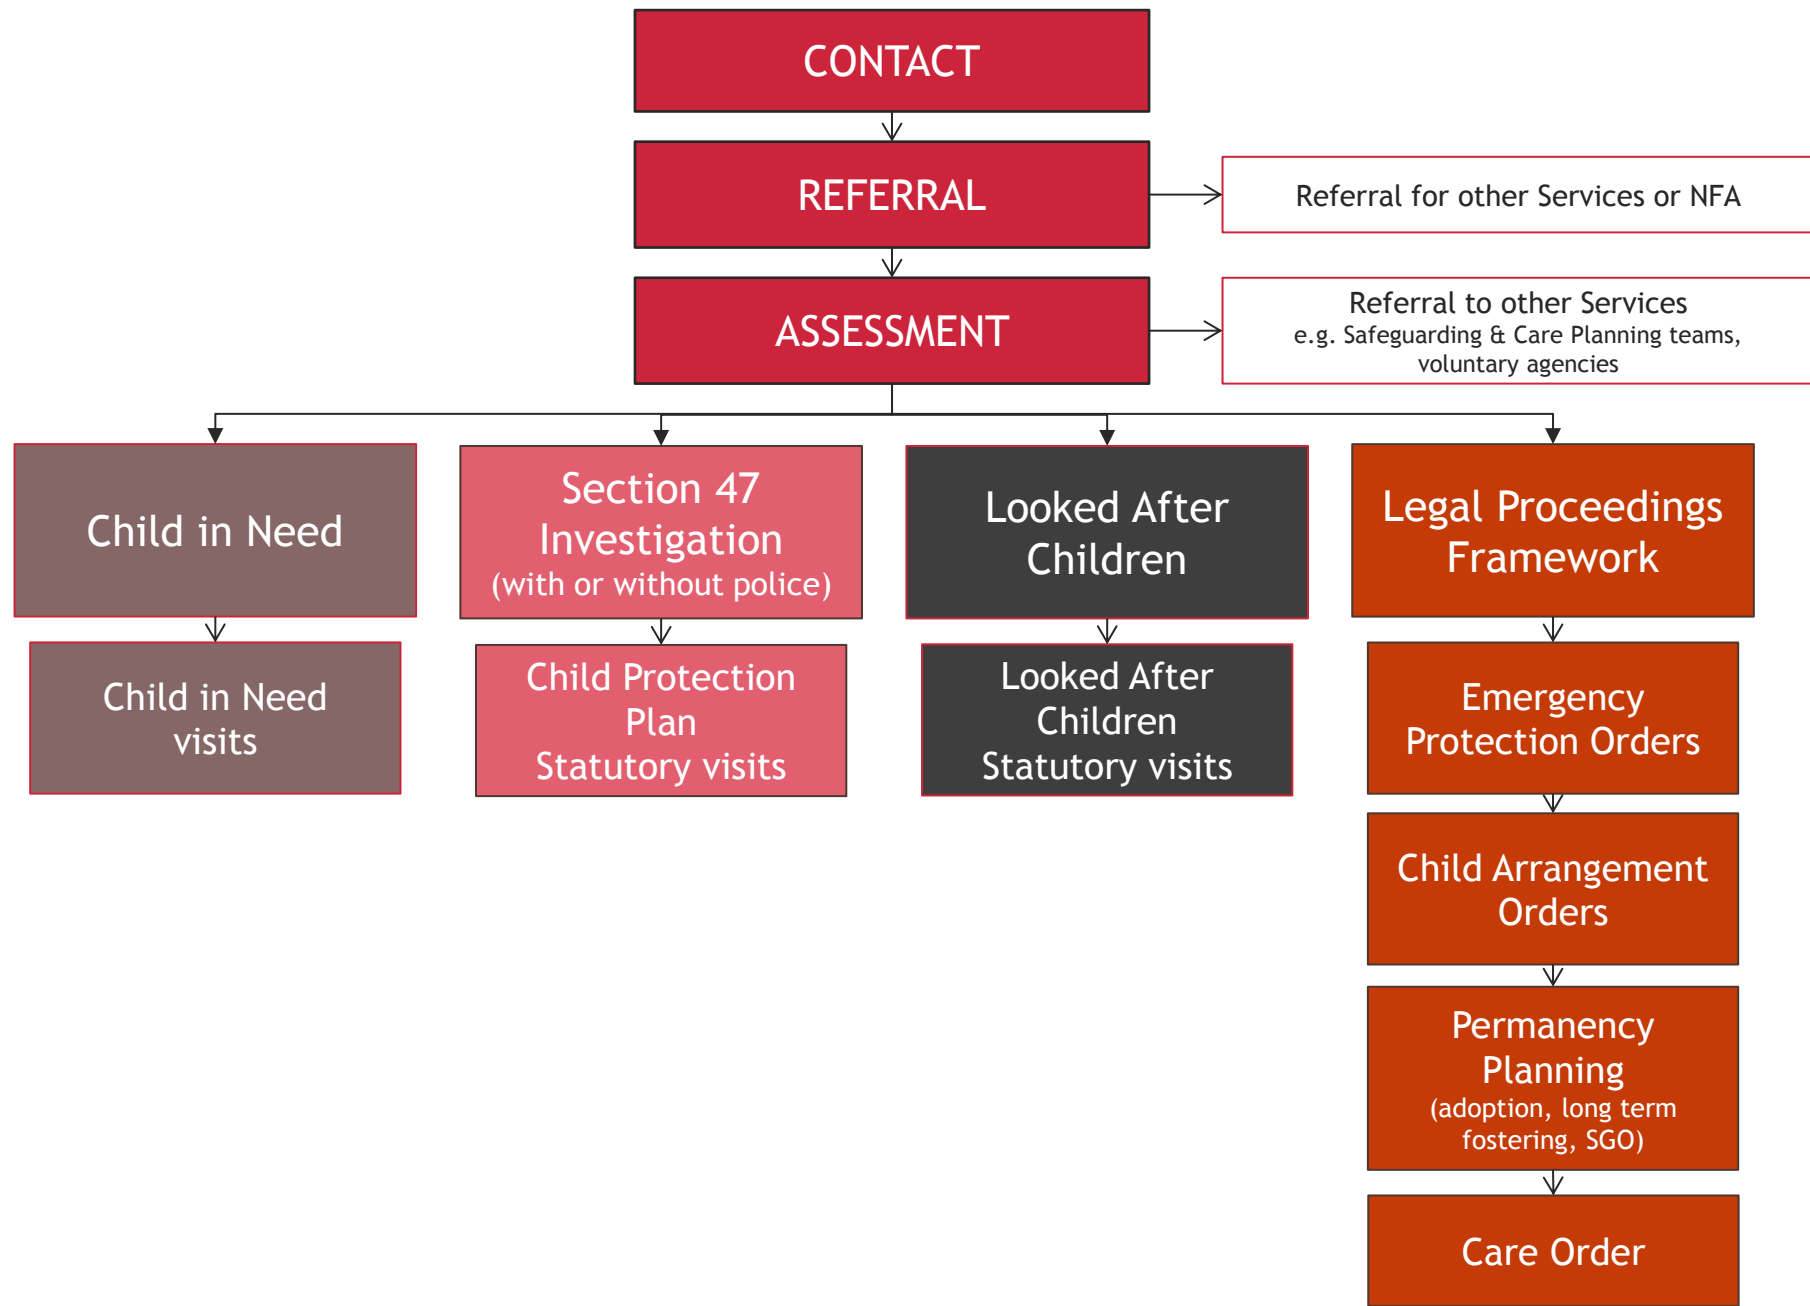 CONTACT
REFERRAL
Referral for other Services or NFA
ASSESSMENT
Referral to other Services
e.g. Safeguarding & Care Planning teams,
voluntary agencies
Child in Need
Section 47
Investigation
(with or without police)
Looked After
Children
Legal Proceedings
Framework
Child in Need
visits
Child Protection
Plan
Statutory visits
Looked After
Children
Statutory visits
Emergency
Protection Orders
Child Arrangement
Orders
Permanency
Planning
(adoption, long term
fostering, SGO)
Care Order